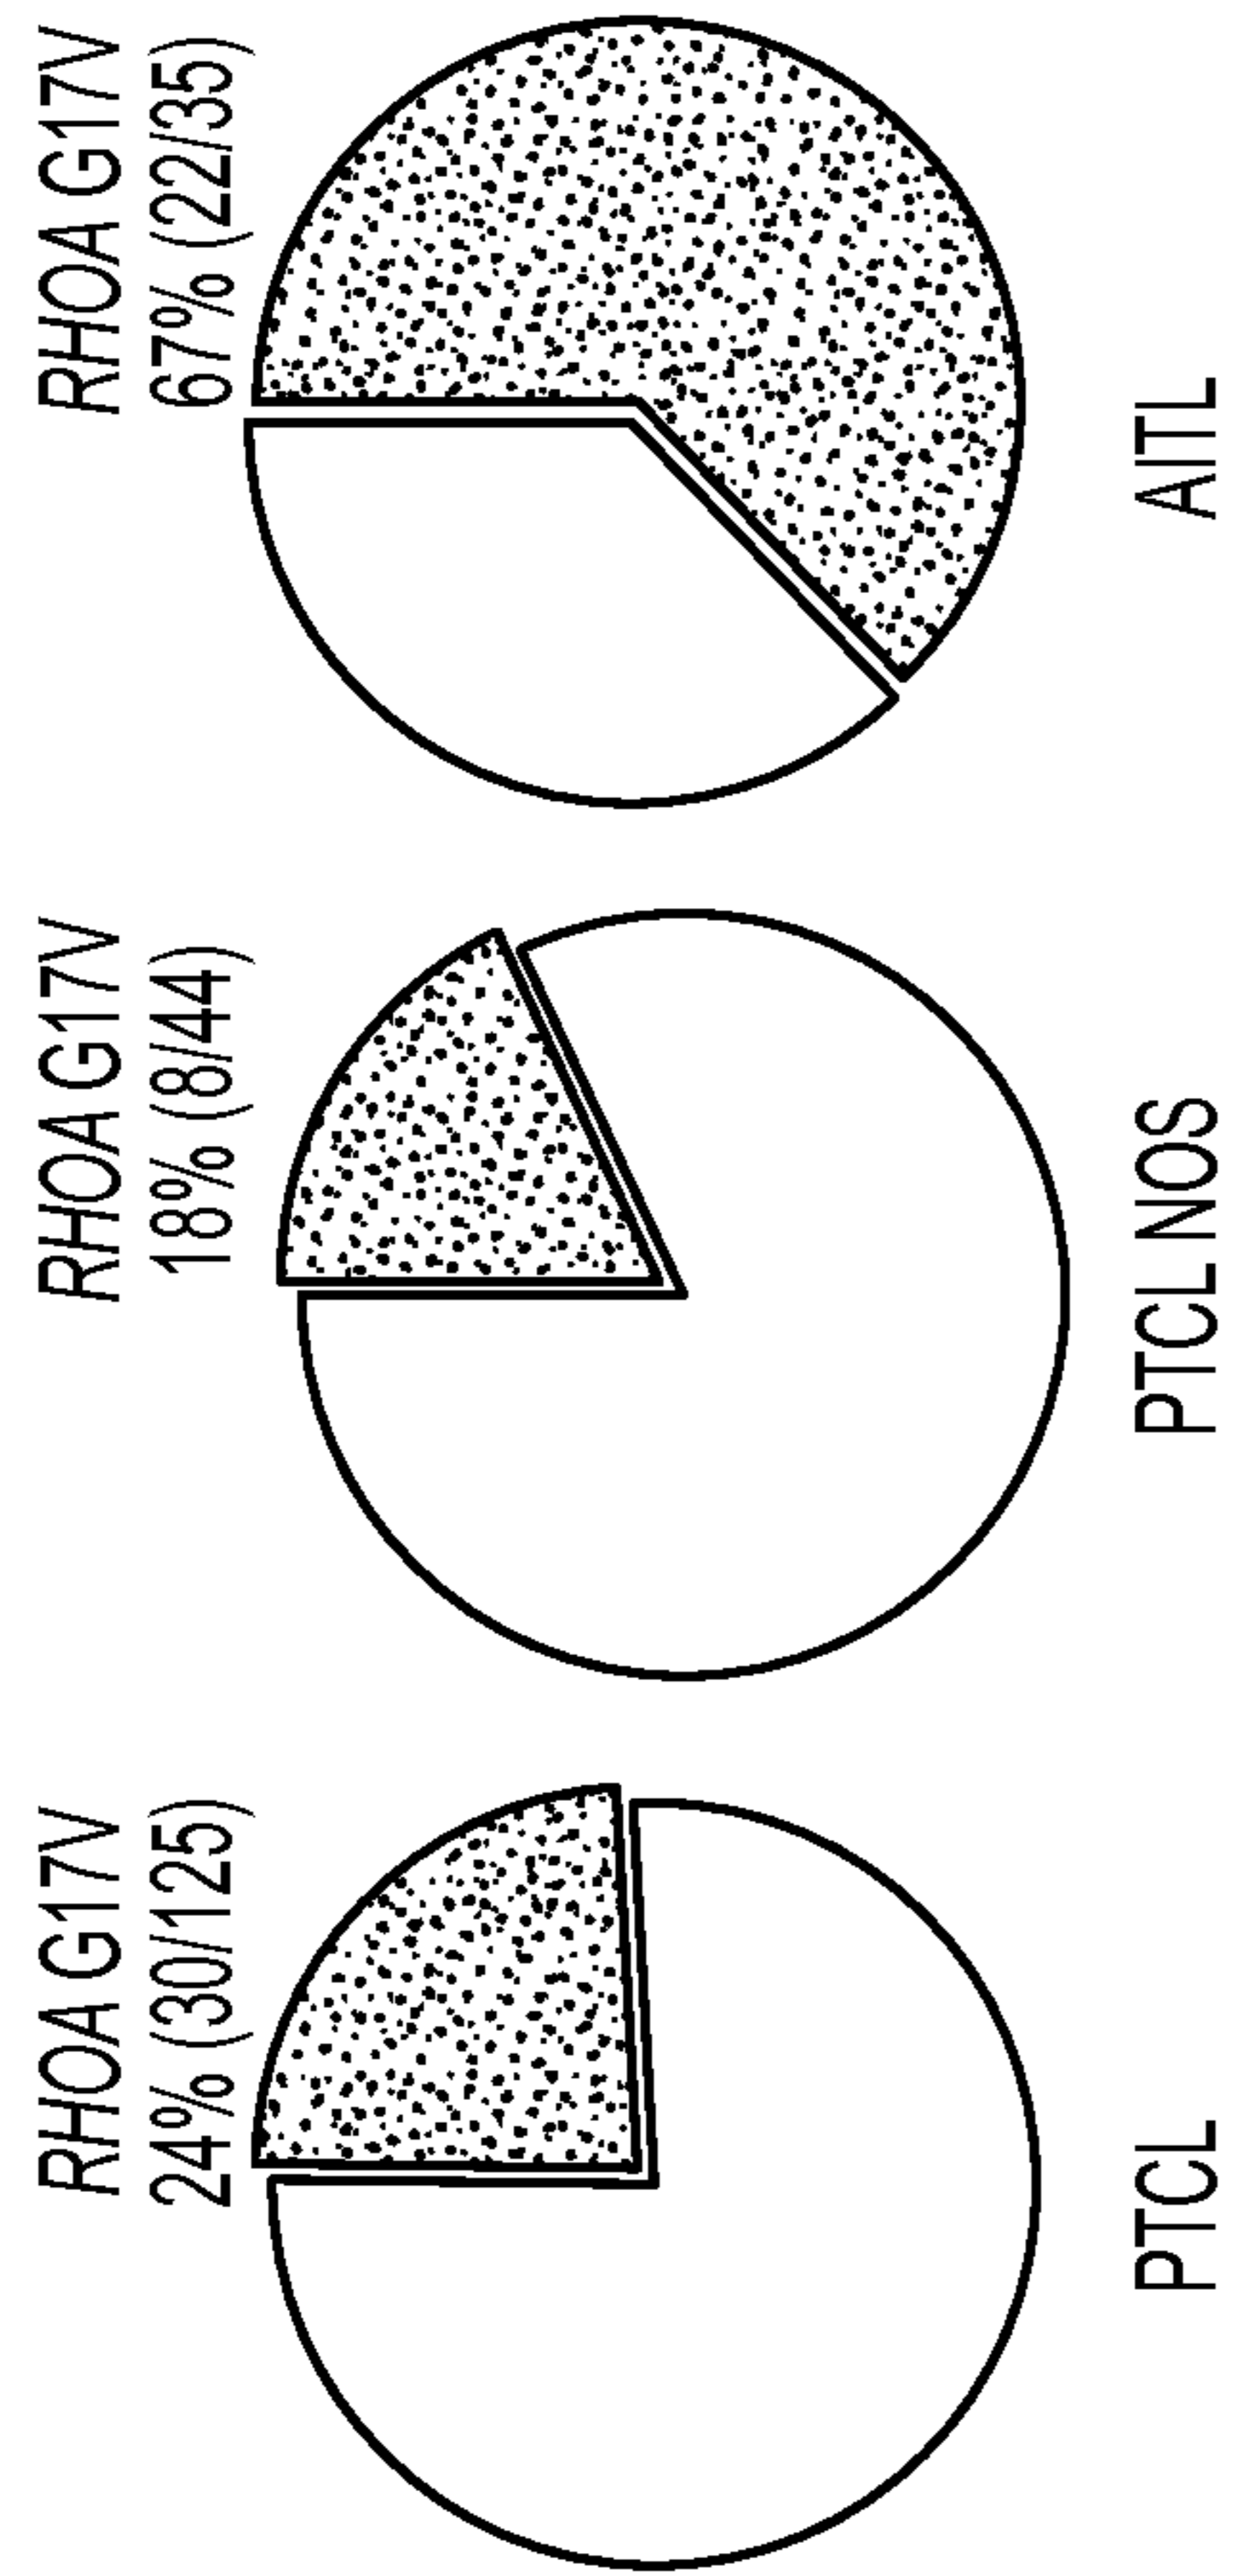 RHOA G17V
24% (30/125)
PTCL
RHOA G17V
18% (8/44)
PTCL NOS
RHOA G17V
67% (22/35)
AITL